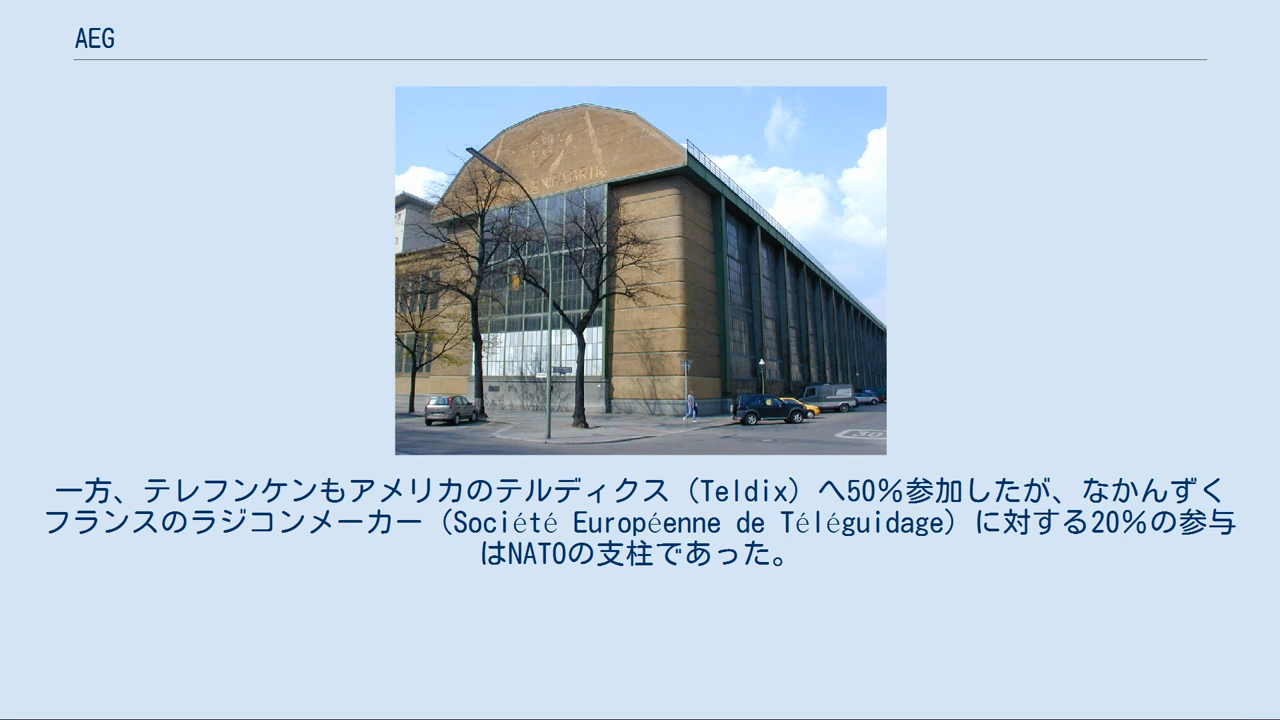 AEG
一方、テレフンケンもアメリカのテルディクス（Teldix）へ50％参加したが、なかんずく
フランスのラジコンメーカー（Société Européenne de Téléguidage）に対する20％の参与
はNATOの支柱であった。